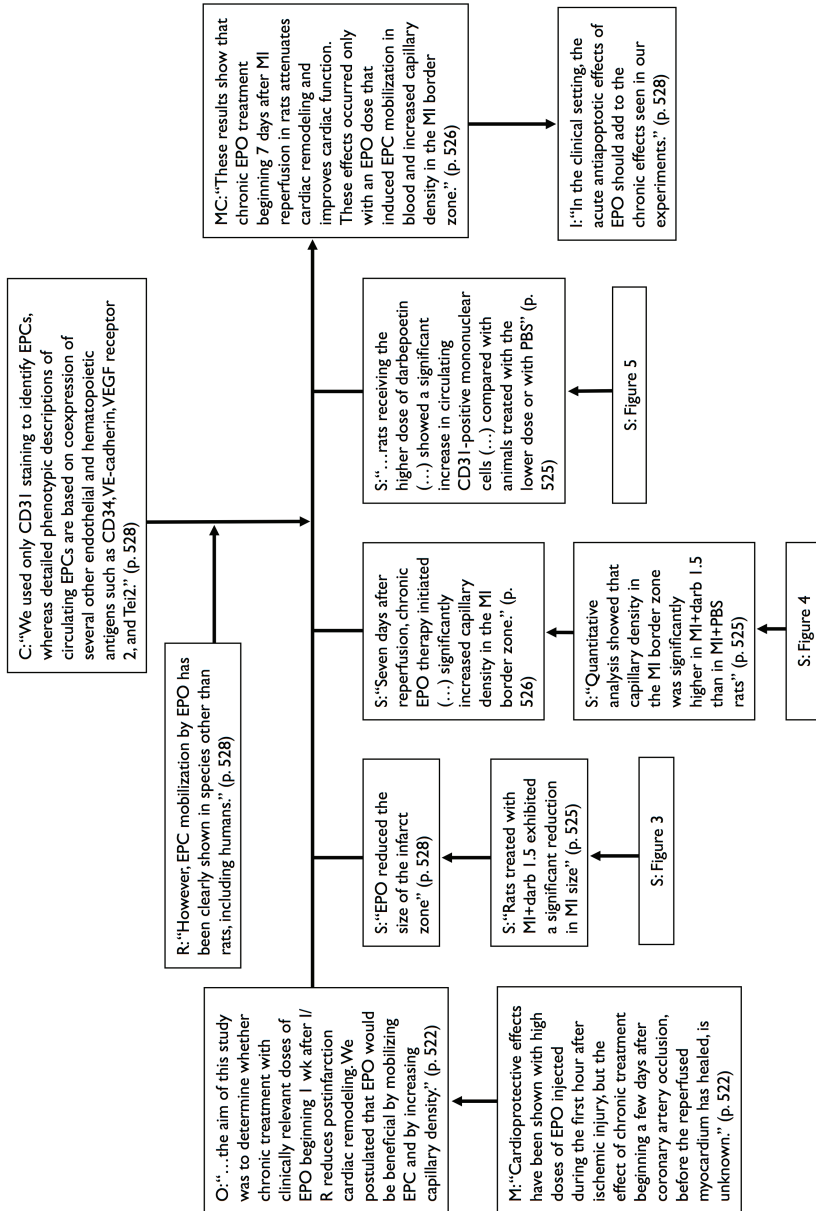 C:“We used only CD31 staining to identify EPCs,
whereas detailed phenotypic descriptions of
circulating EPCs are based on coexpression of
several other endothelial and hematopoietic
antigens such as CD34,VE-cadherin,VEGF receptor
2, and Tei2.” (p. 528)
R:“However, EPC mobilization by EPO has
been clearly shown in species other than
rats, including humans.” (p. 528)
O:“…the aim of this study
was to determine whether
chronic treatment with
clinically relevant doses of
EPO beginning 1 wk after I/
R reduces postinfarction
cardiac remodeling. We
postulated that EPO would
be beneficial by mobilizing
EPC and by increasing
capillary density.” (p. 522)
M:“Cardioprotective effects
have been shown with high
doses of EPO injected
during the first hour after
ischemic injury, but the
effect of chronic treatment
beginning a few days after
coronary artery occlusion,
before the reperfused
myocardium has healed, is
unknown.” (p. 522)
S:“EPO reduced the
size of the infarct
zone” (p. 528)
S:“Rats treated with
MI+darb 1.5 exhibited
a significant reduction
in MI size” (p. 525)
S: Figure 3
S:“Seven days after
reperfusion, chronic
EPO therapy initiated
(…) significantly
increased capillary
density in the MI
border zone.” (p.
526)
S:“Quantitative
analysis showed that
capillary density in
the MI border zone
was significantly
higher in MI+darb 1.5
than in MI+PBS
rats” (p. 525)
S: Figure 4
S:“…rats receiving the
higher dose of darbepoetin
(…) showed a significant
increase in circulating
CD31-positive mononuclear
cells (…) compared with
animals treated with the
lower dose or with PBS” (p.
525)
S: Figure 5
MC:“These results show that
chronic EPO treatment
beginning 7 days after MI
reperfusion in rats attenuates
cardiac remodeling and
improves cardiac function.
These effects occurred only
with an EPO dose that
induced EPC mobilization in
blood and increased capillary
density in the MI border
zone.” (p. 526)
I:“In the clinical setting, the
acute antiapoptotic effects of
EPO should add to the
chronic effects seen in our
experiments.” (p. 528)